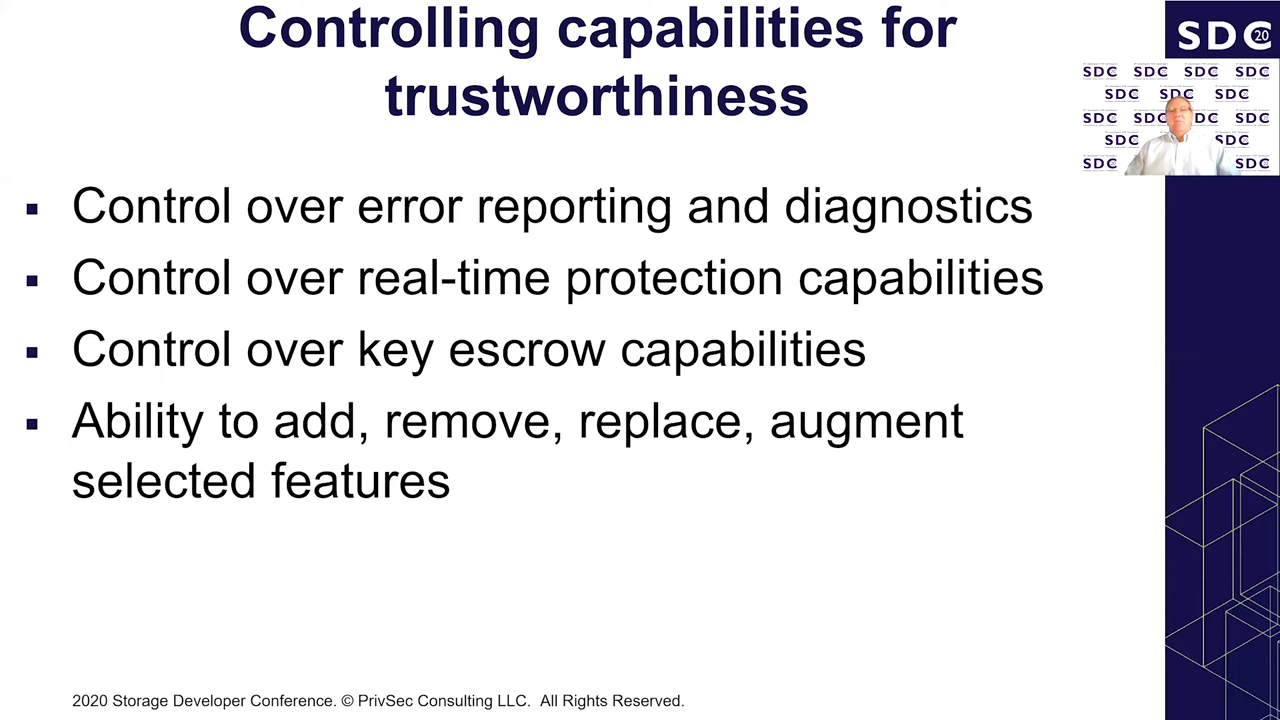 Controlling capabilities for
trustworthiness
SDC 20
SDC SDC SDC SDC
SDC SDC SDC
SDC SDC SDC SDC
SDC SDC
SDC SDC
▪ Control over error reporting and diagnostics
▪ Control over real-time protection capabilities
▪ Control over key escrow capabilities
▪ Ability to add, remove, replace, augment
selected features
2020 Storage Developer Conference. © PrivSec Consulting LLC. All Rights Reserved.